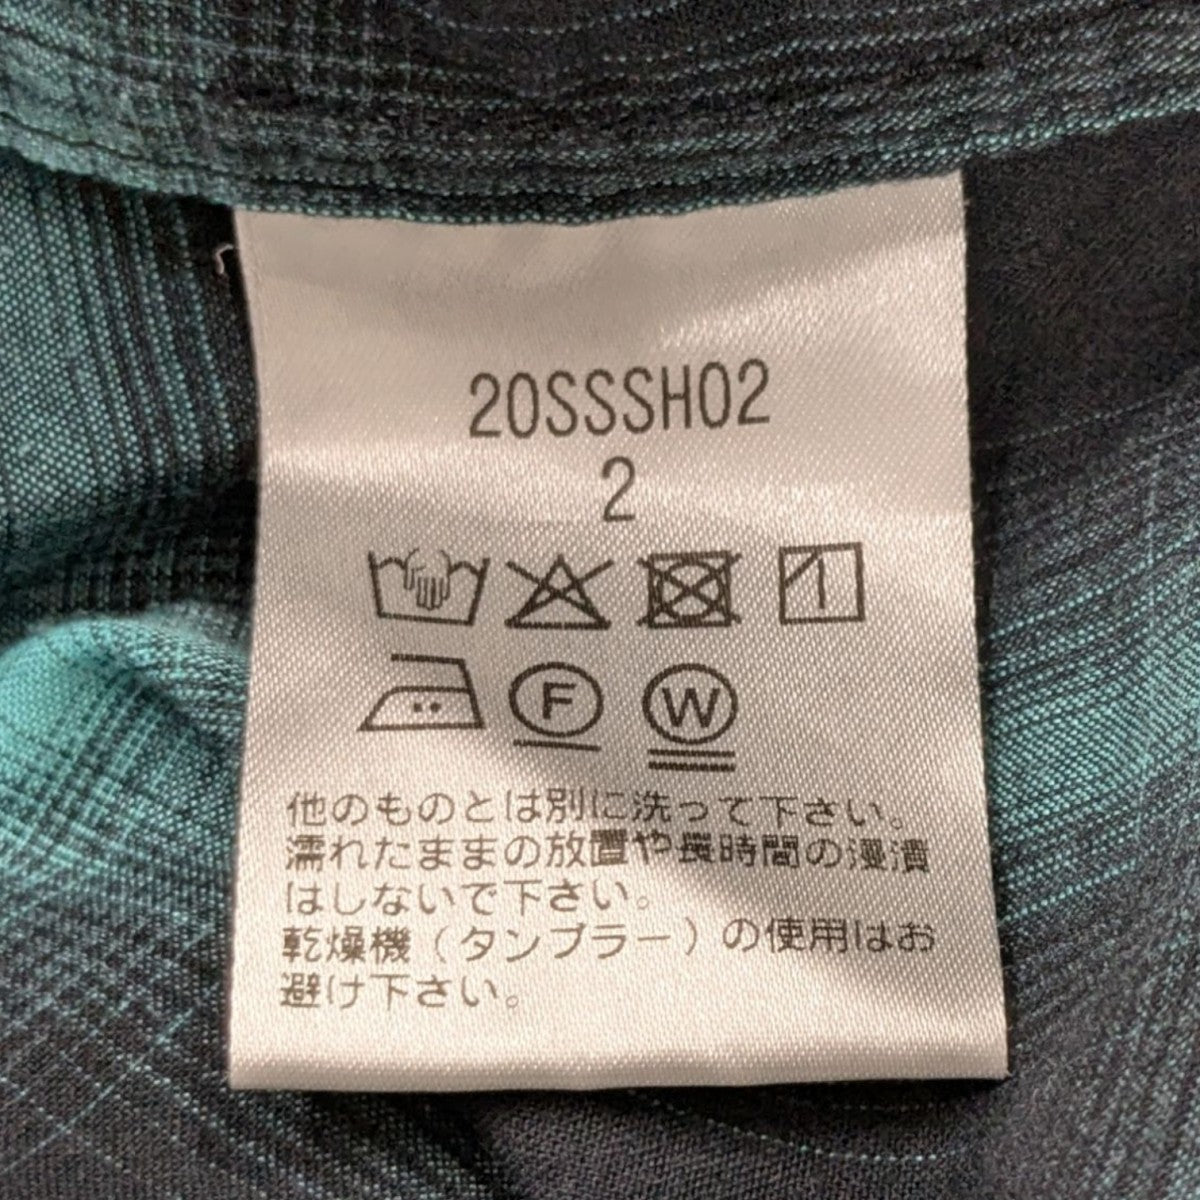 20SSSH02
2
F W
他のものとは別に洗って下さい。
濡れたままの放置や長時間の浸漬
はしないで下さい。
乾燥機（タンブラー）の使用はお
避け下さい。